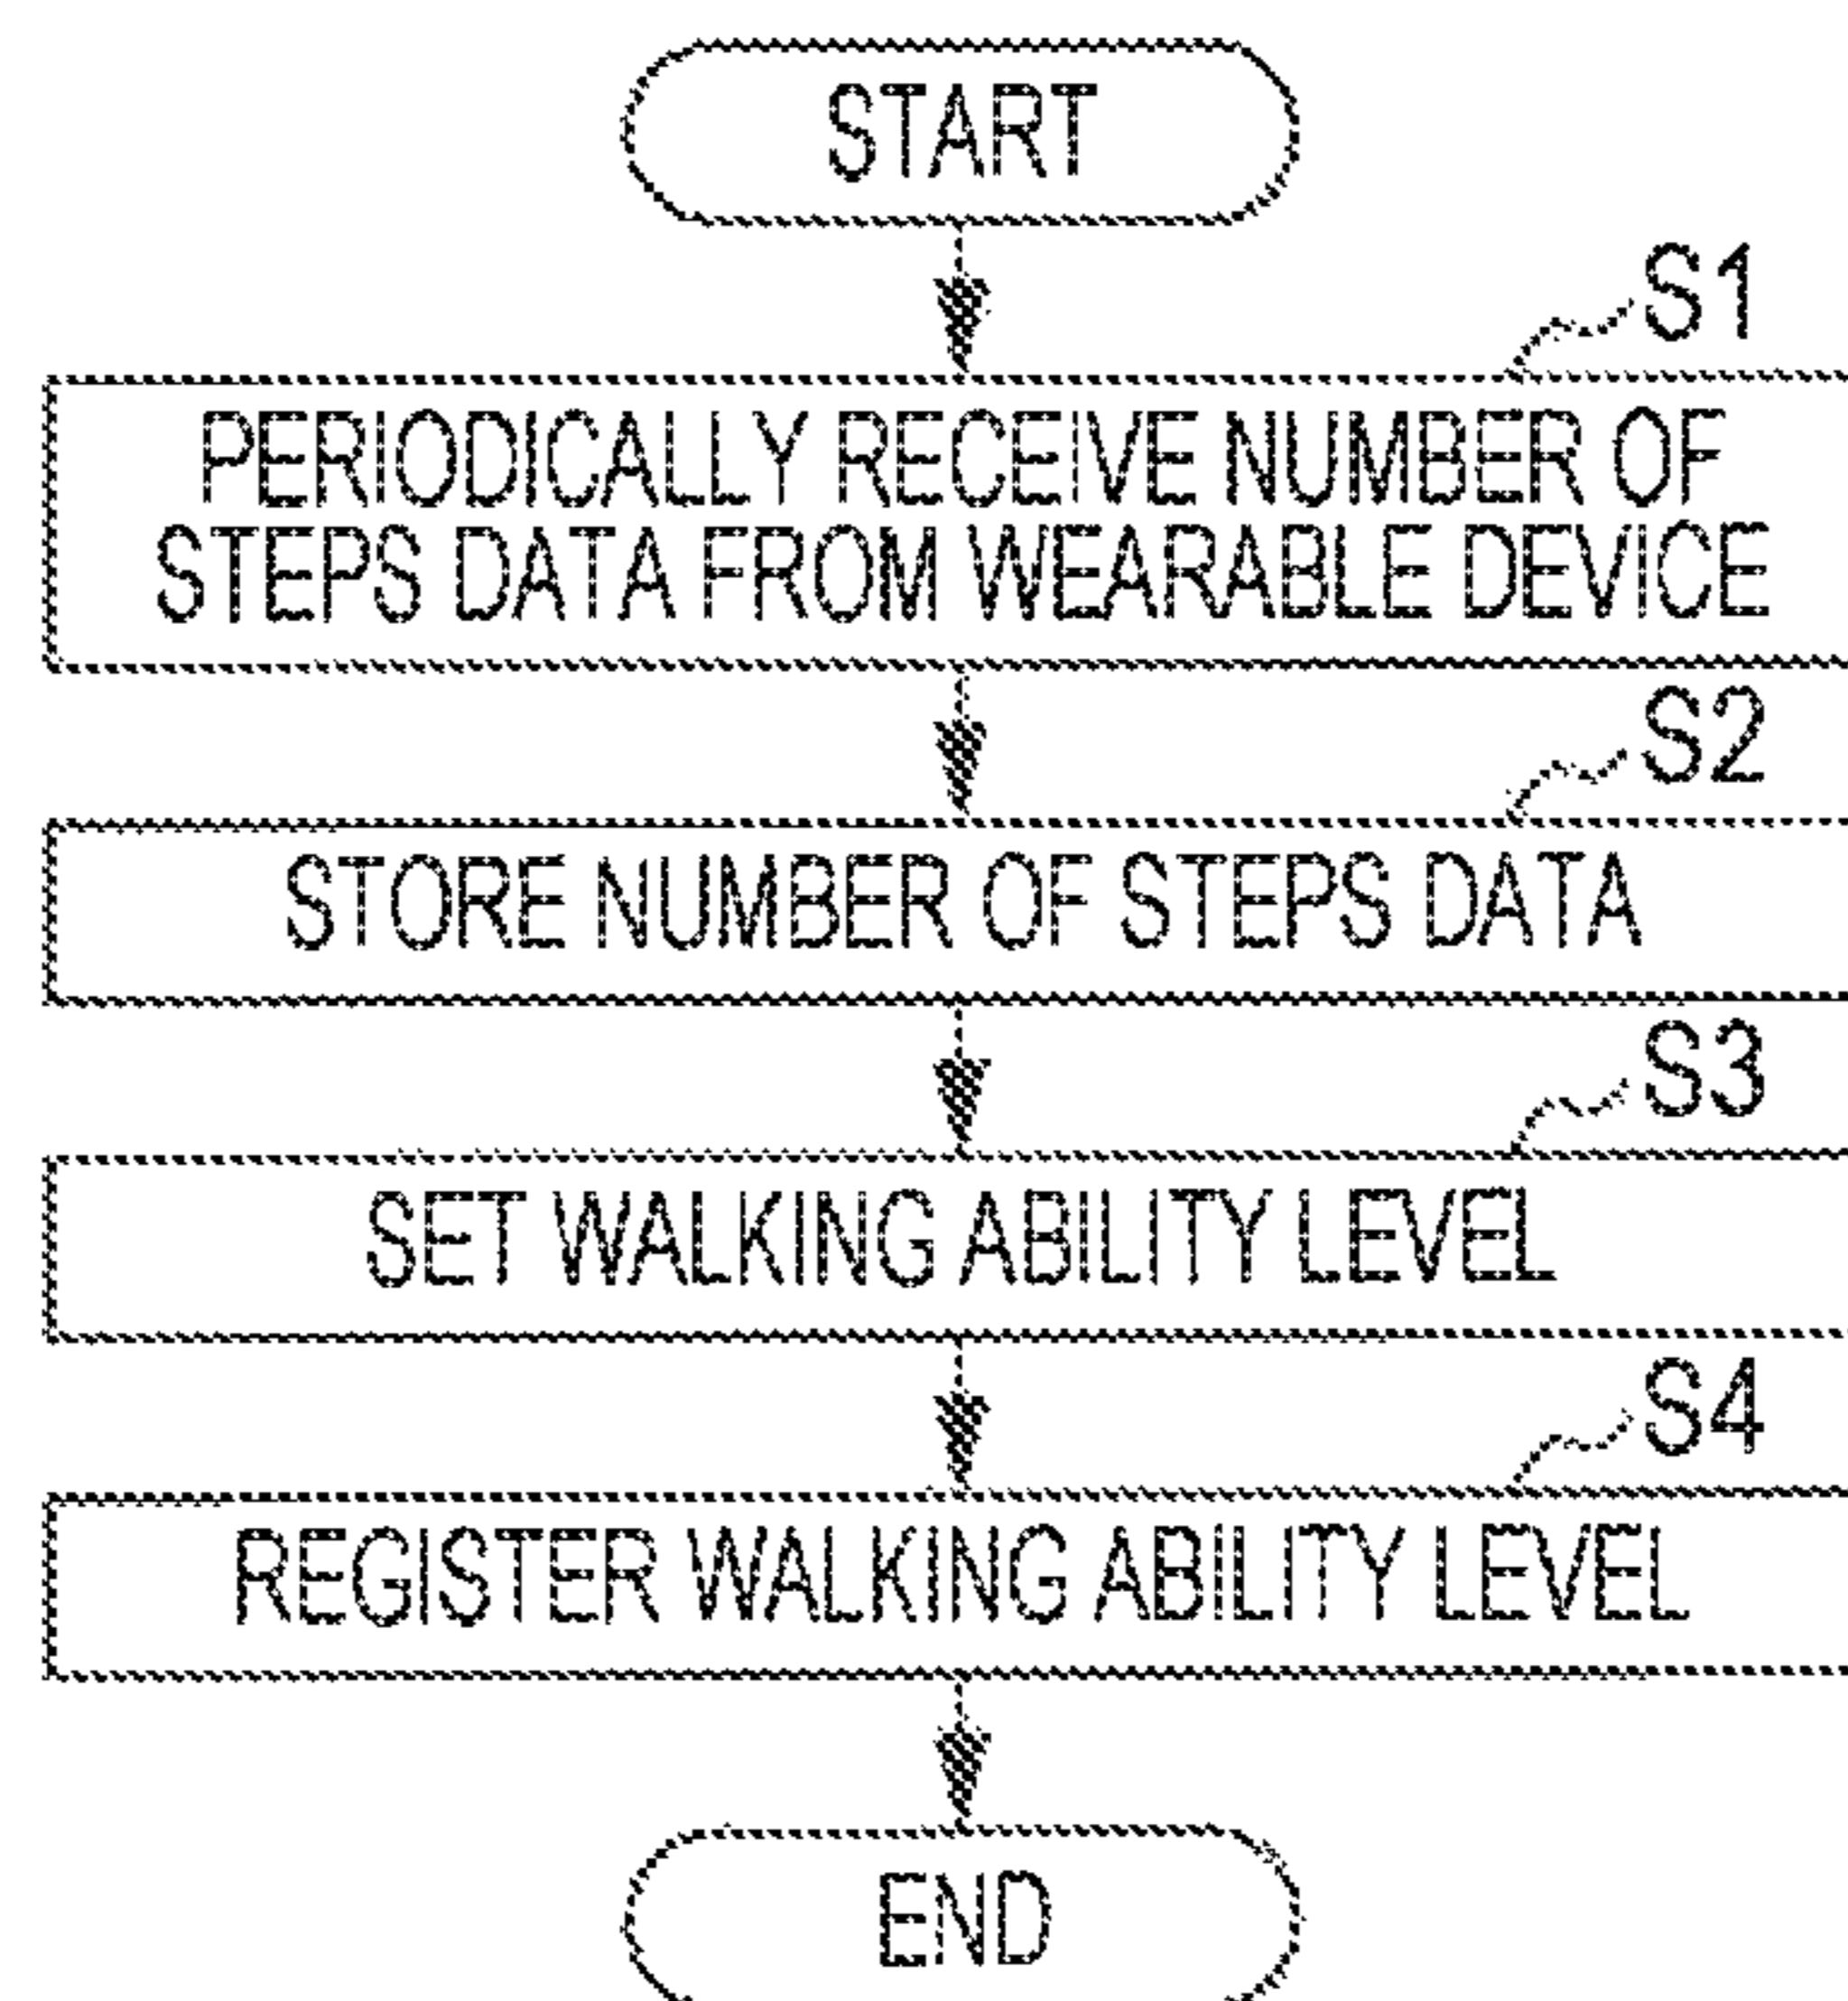 START
S1
PERIODICALLY RECEIVE NUMBER OF
STEPS DATA FROM WEARABLE DEVICE
S2
STORE NUMBER OF STEPS DATA
S3
SET WALKING ABILITY LEVEL
S4
REGISTER WALKING ABILITY LEVEL
END